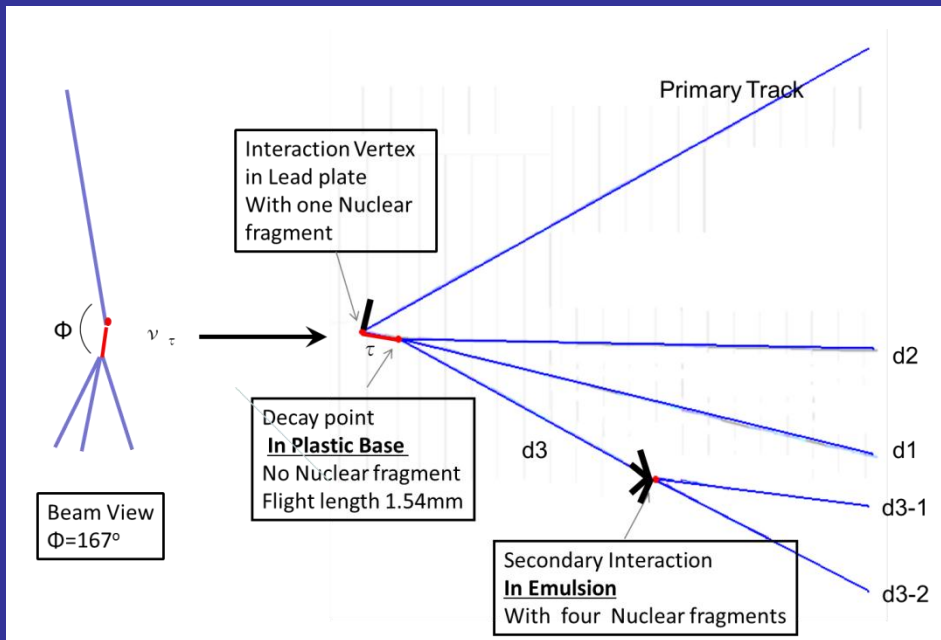 Primary Track
Interaction Vertex
in Lead plate
With one Nuclear
fragment
Φ
ν τ
τ
d2
Decay point
In Plastic Base
No Nuclear fragment
Flight length 1.54mm
d3
d1
d3-1
Beam View
Φ=167°
Secondary Interaction
In Emulsion
With four Nuclear fragments
d3-2